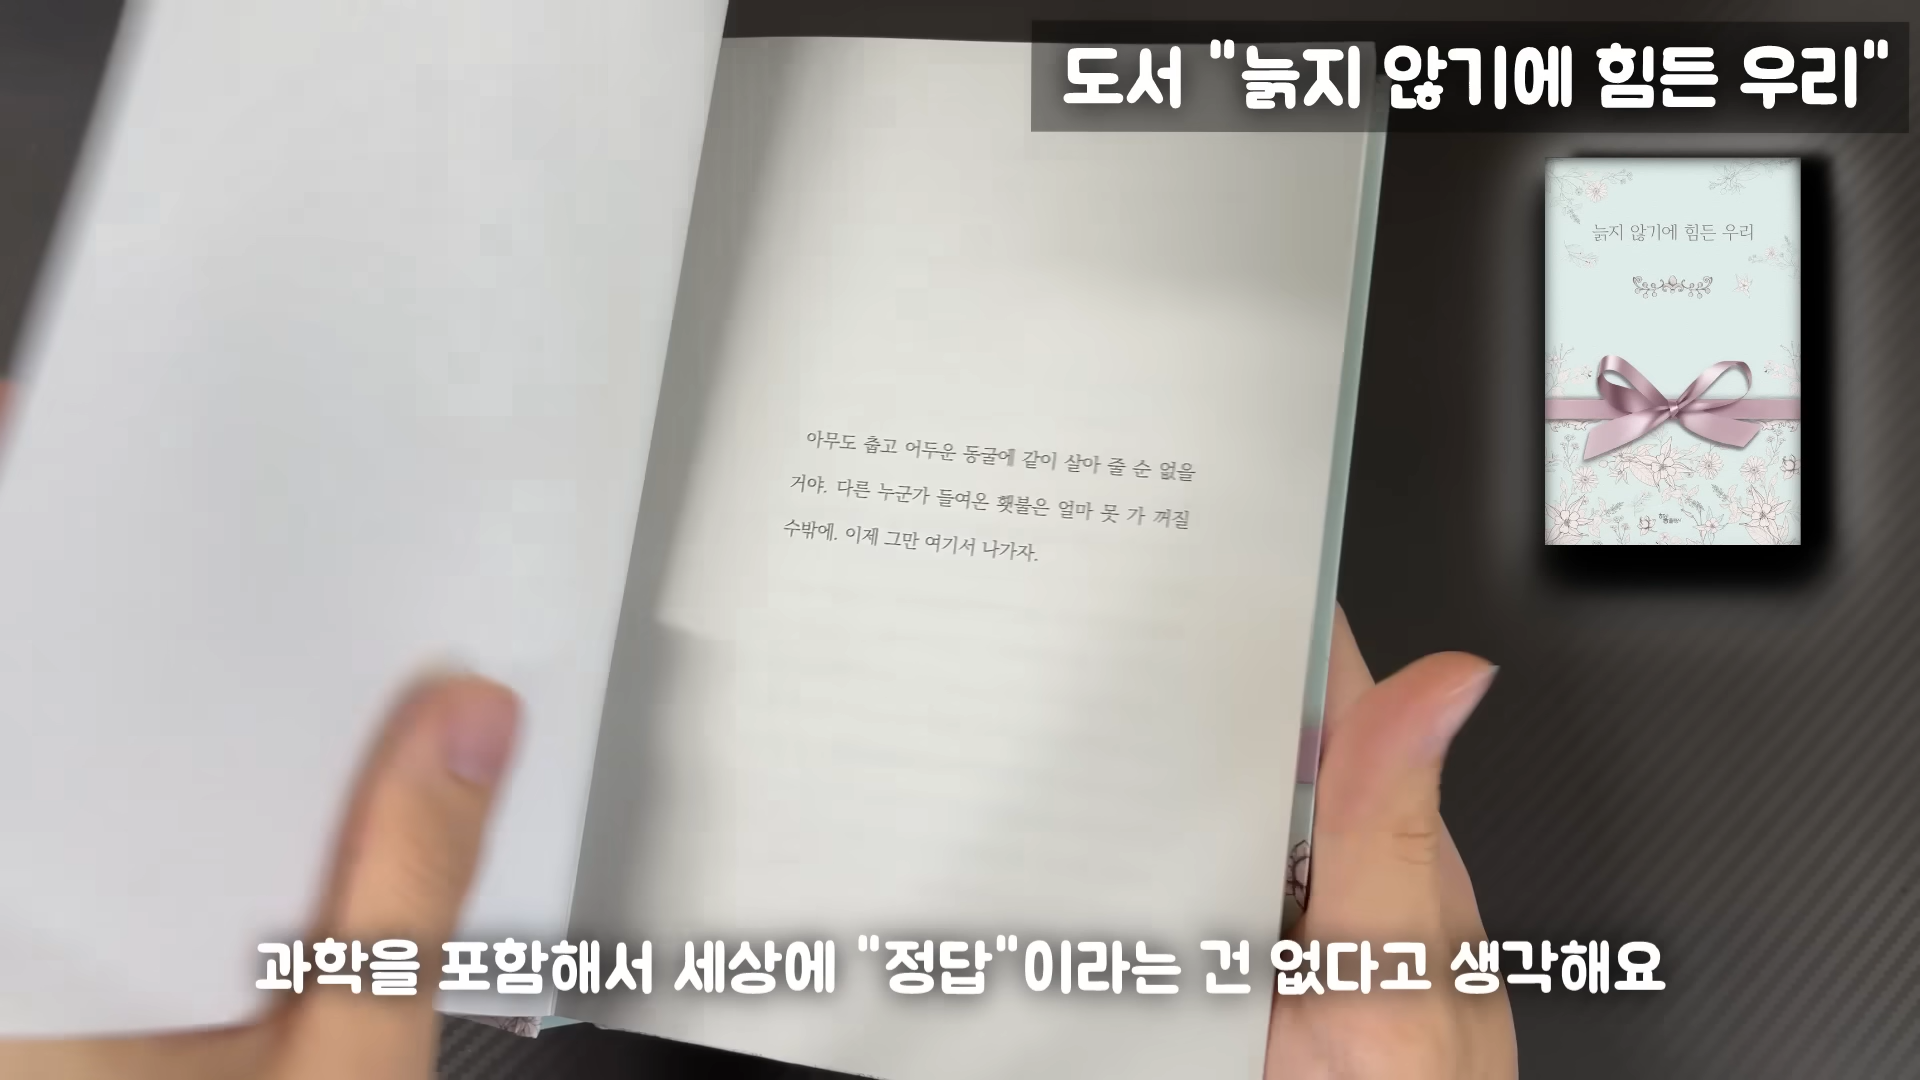 도서 "늙지 않기에 힘든 우리"
늙지 않기에 힘든 우리
아무도 춥고 어두운 동굴에 같이 살아 줄 순 없을
거야. 다른 누군가 들여온 횃불은 얼마 못 가 꺼질
수밖에. 이제 그만 여기서 나가자.
과학을 포함해서 세상에 "정답"이라는 건 없다고 생각해요